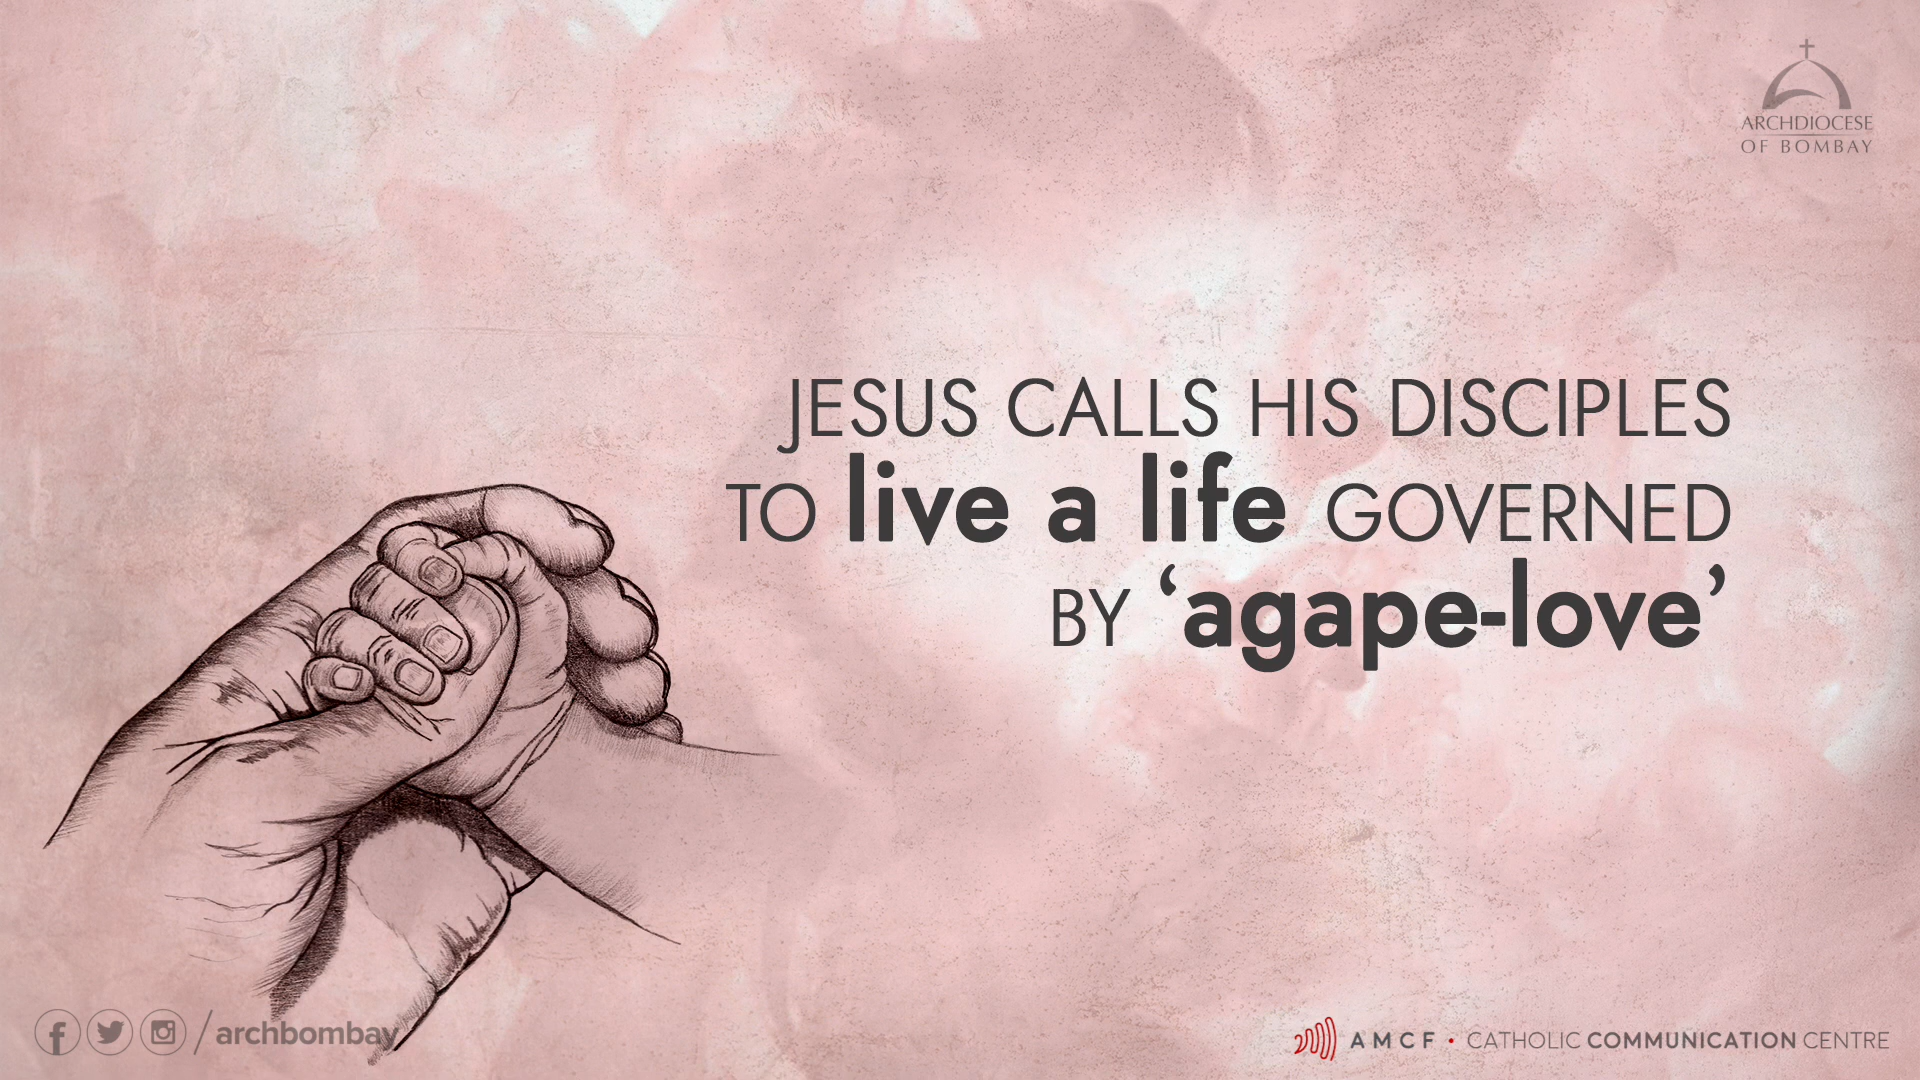 ARCHDIOCESE
OF BOMBAY
JESUS CALLS HIS DISCIPLES
TO live a life GOVERNED
BY ‘agape-love’
f / archbombay
AMCF • CATHOLIC COMMUNICATION CENTRE